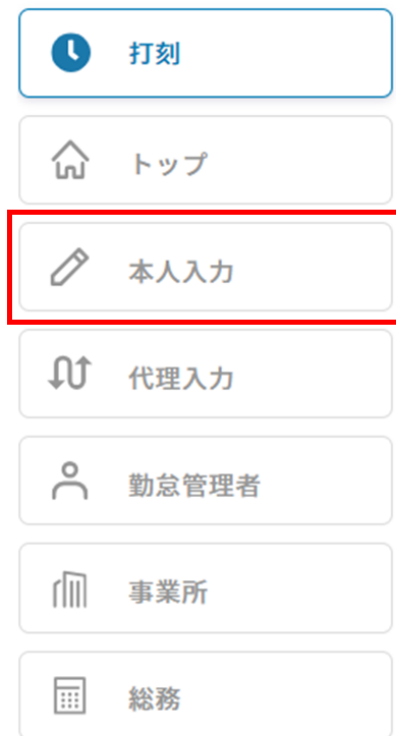 打刻
トップ
本人入力
代理入力
勤怠管理者
事業所
総務